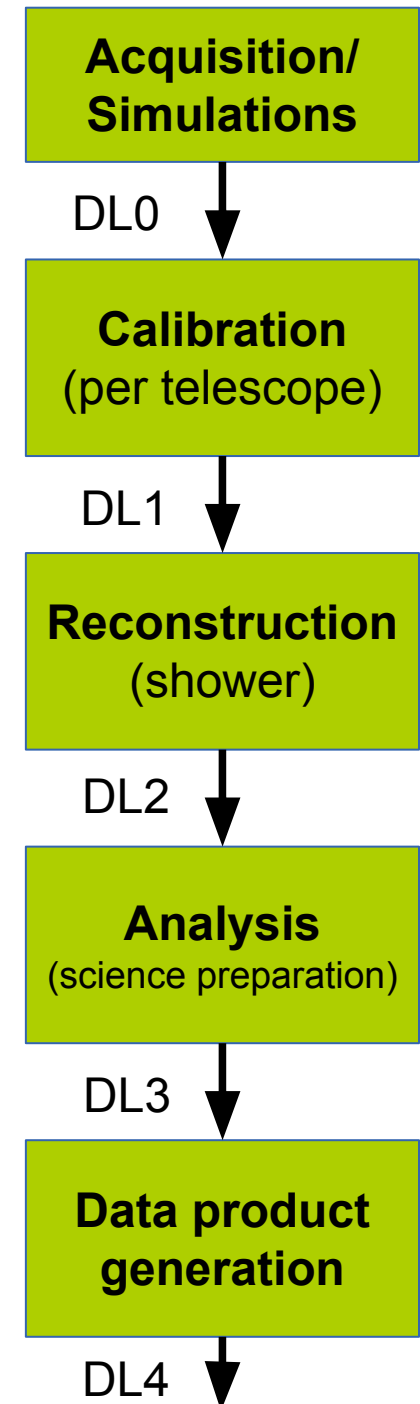 Acquisition/
Simulations
DL0
Calibration
(per telescope)
DL1
Reconstruction
(shower)
DL2
Analysis
(science preparation)
DL3
Data product
generation
DL4